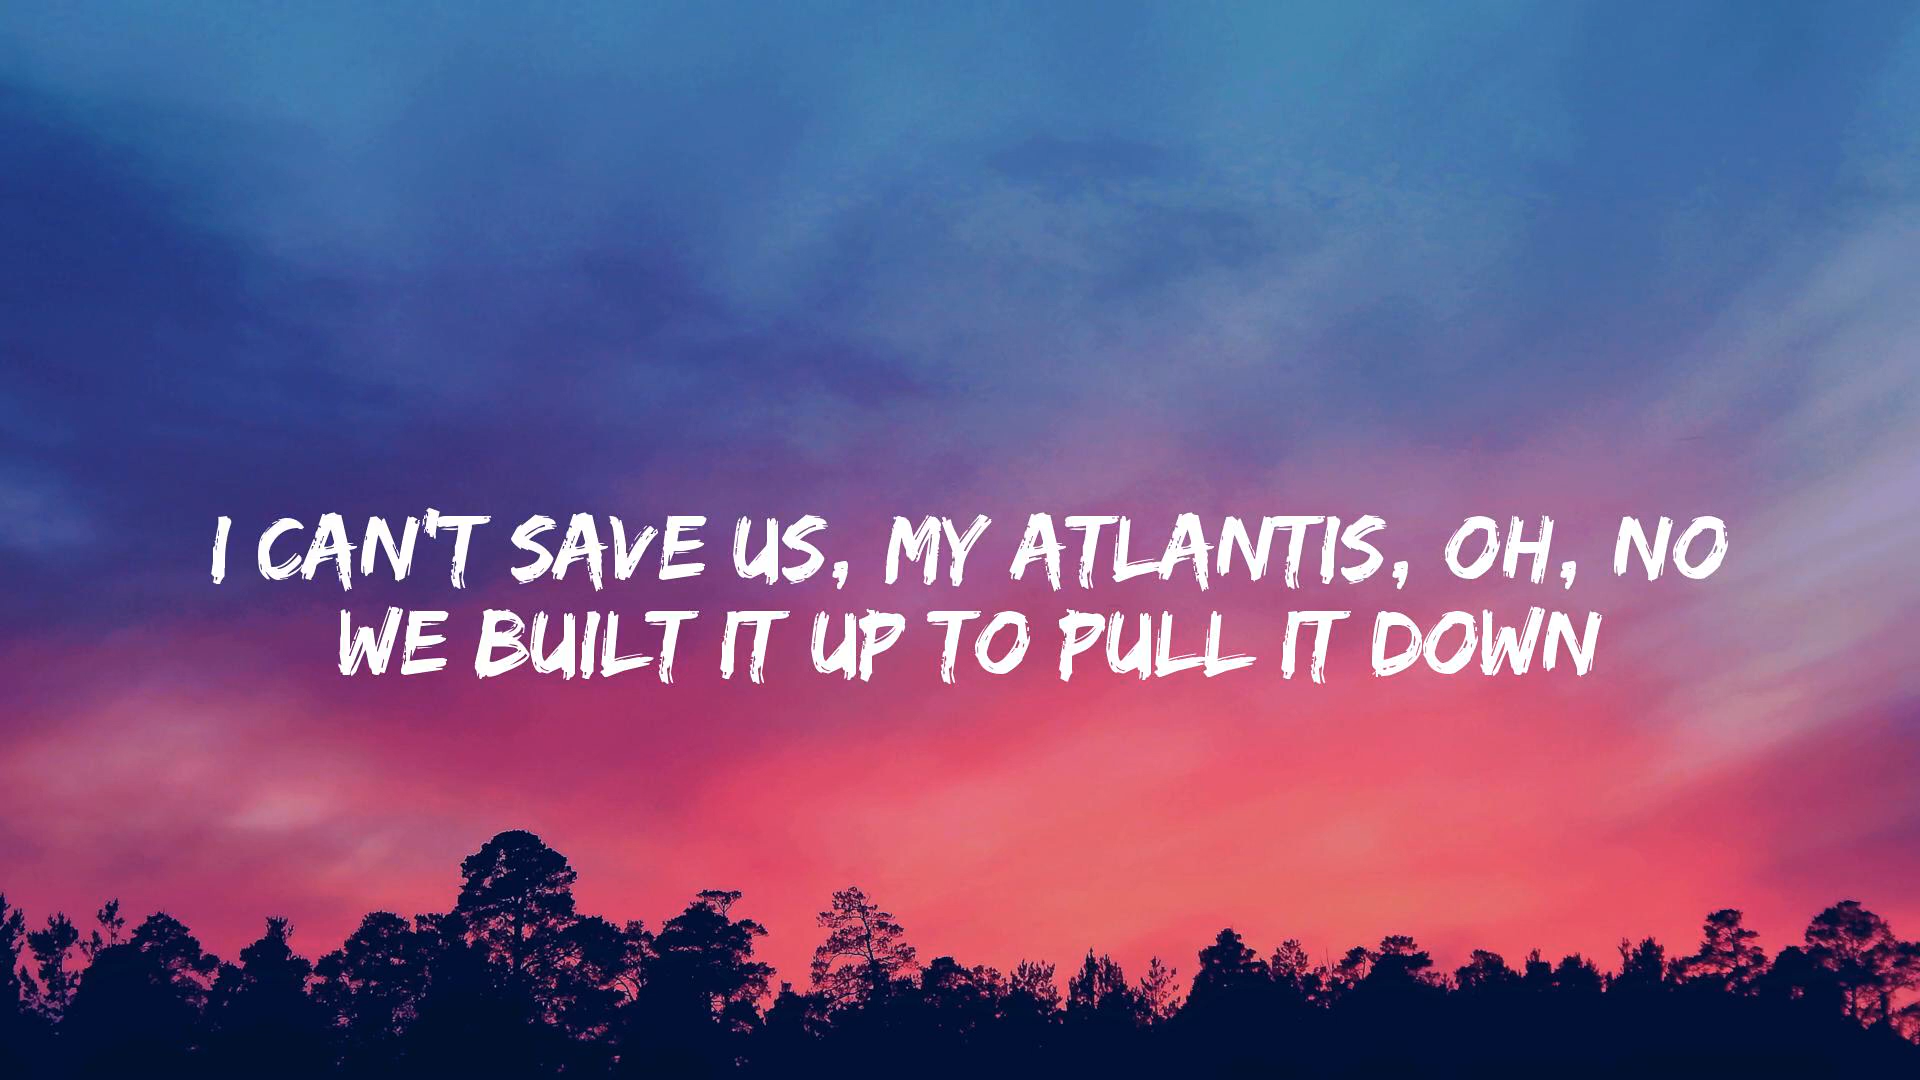 I CAN'T SAVE US, MY ATLANTIS, OH, NO
WE BUILT IT UP TO PULL IT DOWN